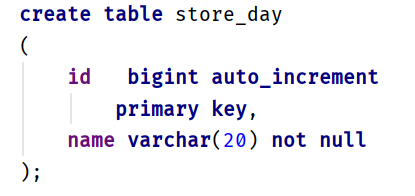 create table store_day
(
    id   bigint auto_increment
        primary key,
    name varchar(20) not null
);